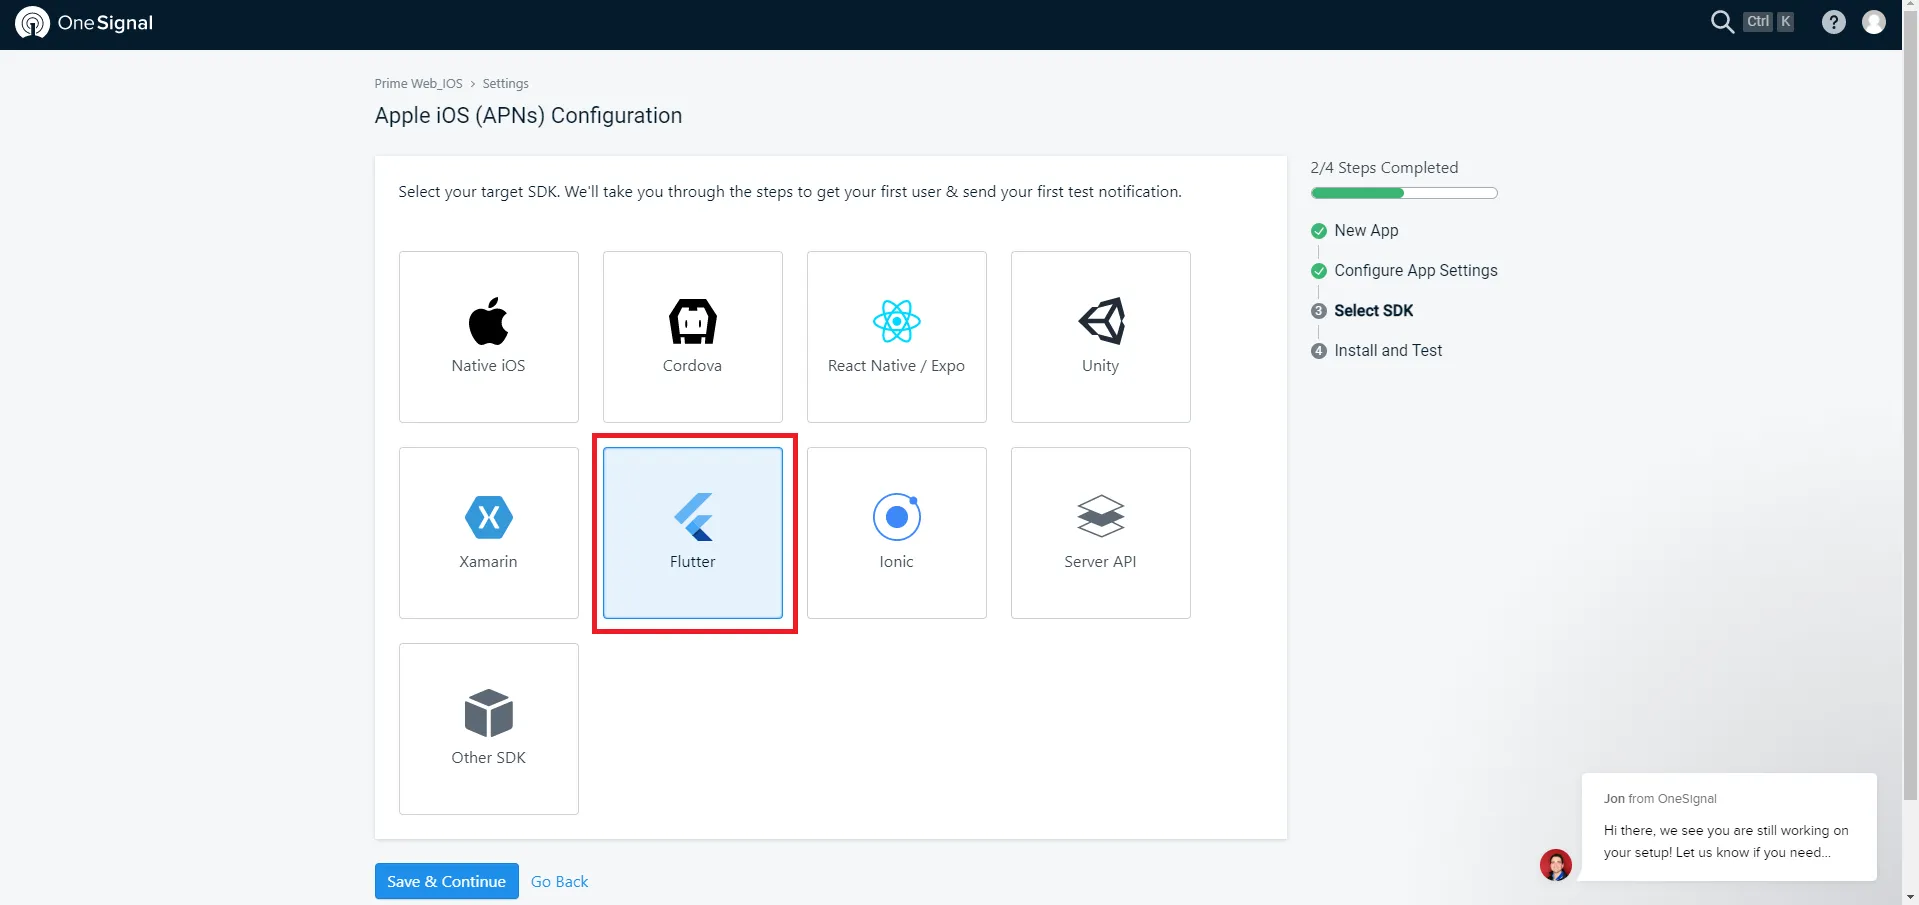 OneSignal
Ctrl K
?
Prime Web_IOS › Settings
Apple iOS (APNs) Configuration
Select your target SDK. We'll take you through the steps to get your first user & send your first test notification.
Native iOS
Cordova
React Native / Expo
Unity
Xamarin
Flutter
Ionic
Server API
Other SDK
Save & Continue
Go Back
2/4 Steps Completed
New App
Configure App Settings
3 Select SDK
4 Install and Test
Jon from OneSignal
Hi there, we see you are still working on
your setup! Let us know if you need...